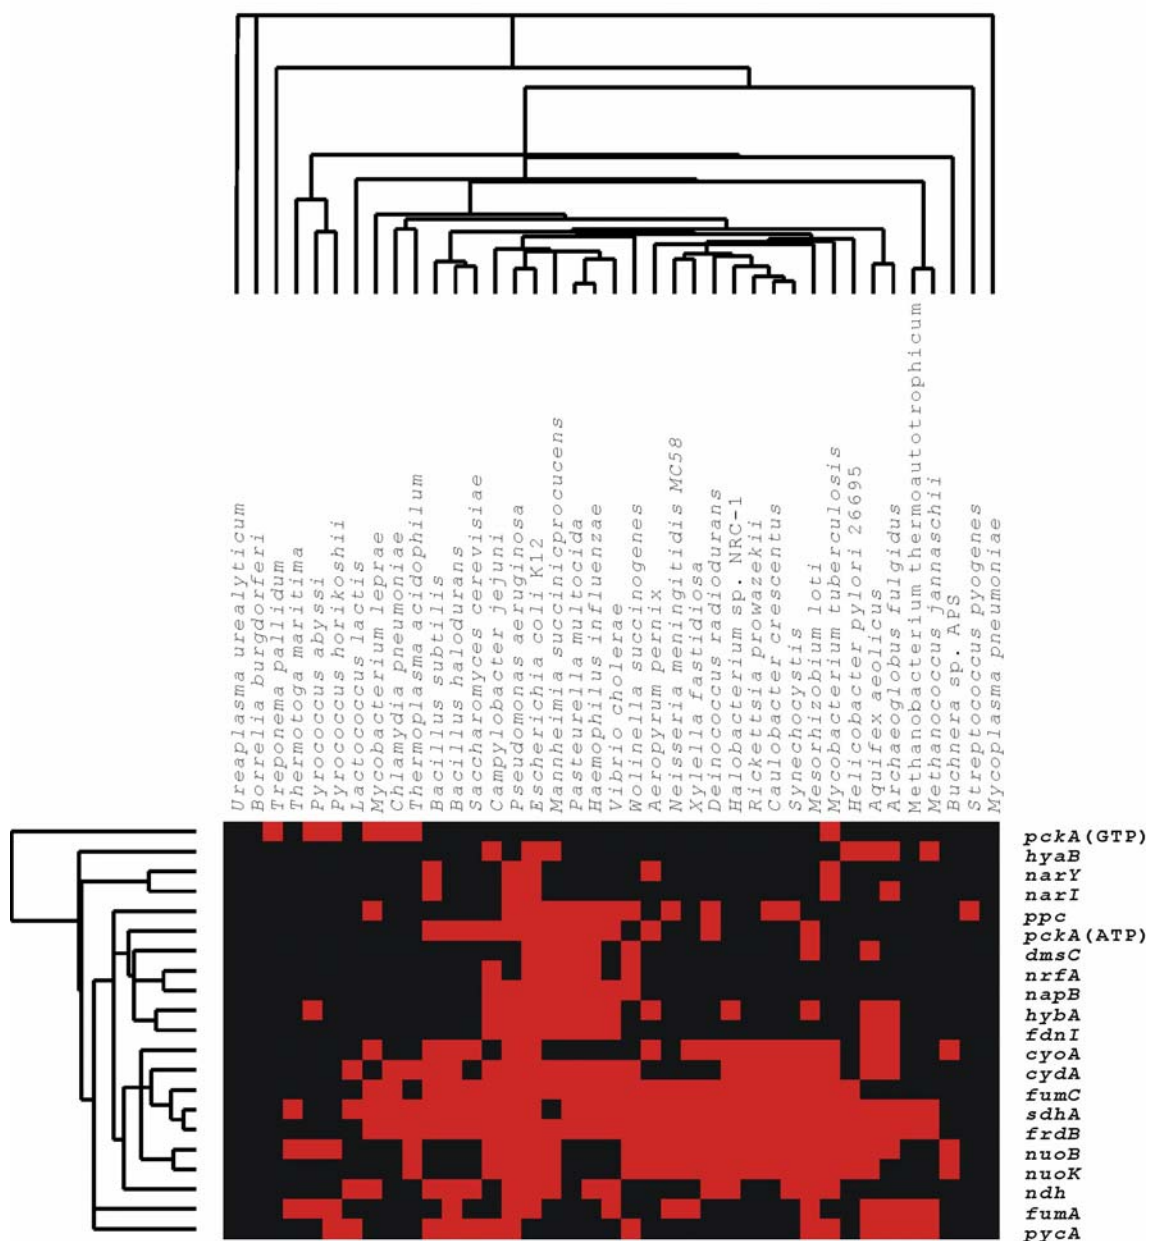 Ureaplasma urealyticum
Borrelia burgdorferi
Treponema pallidum
Thermotoga maritima
Pyrococcus abyssi
Pyrococcus horikoshii
Lactococcus lactis
Mycobacterium leprae
Chlamydia pneumoniae
Thermoplasma acidophilum
Bacillus subtilis
Bacillus halodurans
Saccharomyces cerevisiae
Campylobacter jejuni
Pseudomonas aeruginosa
Escherichia coli K12
Mannheimia succinicprocucens
Pasteurella multocida
Haemophilus influenzae
Vibrio cholerae
Wolinella succinogenes
Aeropyrum pernix
Neisseria meningitidis MC58
Xylella fastidiosa
Deinococcus radiodurans
Halobacterium sp. NRC-1
Rickettsia prowazekii
Caulobacter crescentus
Synechocystis
Mesorhizobium loti
Mycobacterium tuberculosis
Helicobacter pylori 26695
Aquifex aeolicus
Archaeoglobus fulgidus
Methanobacterium thermoautotrophicum
Methanococcus jannaschii
Buchnera sp. APS
Streptococcus pyogenes
Mycoplasma pneumoniae
pckA(GTP)
hyaB
narY
narI
ppc
pckA(ATP)
dmsC
nrfA
napB
hybA
fdnI
cyoA
cydA
fumC
sdhA
frdB
nuoB
nuoK
ndh
fumA
pycA